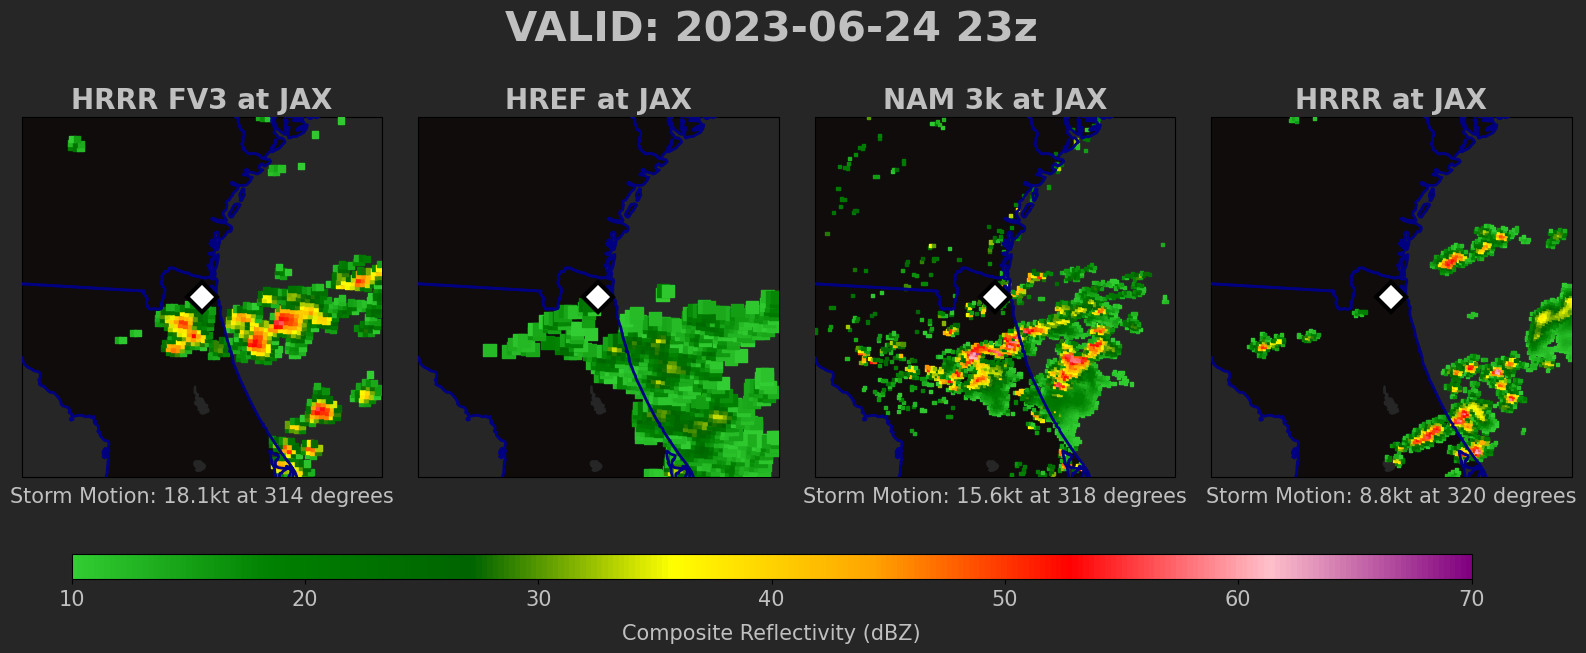 VALID: 2023-06-24 23z
HRRR FV3 at JAX
HREF at JAX
NAM 3k at JAX
HRRR at JAX
Storm Motion: 18.1kt at 314 degrees
Storm Motion: 15.6kt at 318 degrees
Storm Motion: 8.8kt at 320 degrees
10 20 30 40 50 60 70
Composite Reflectivity (dBZ)